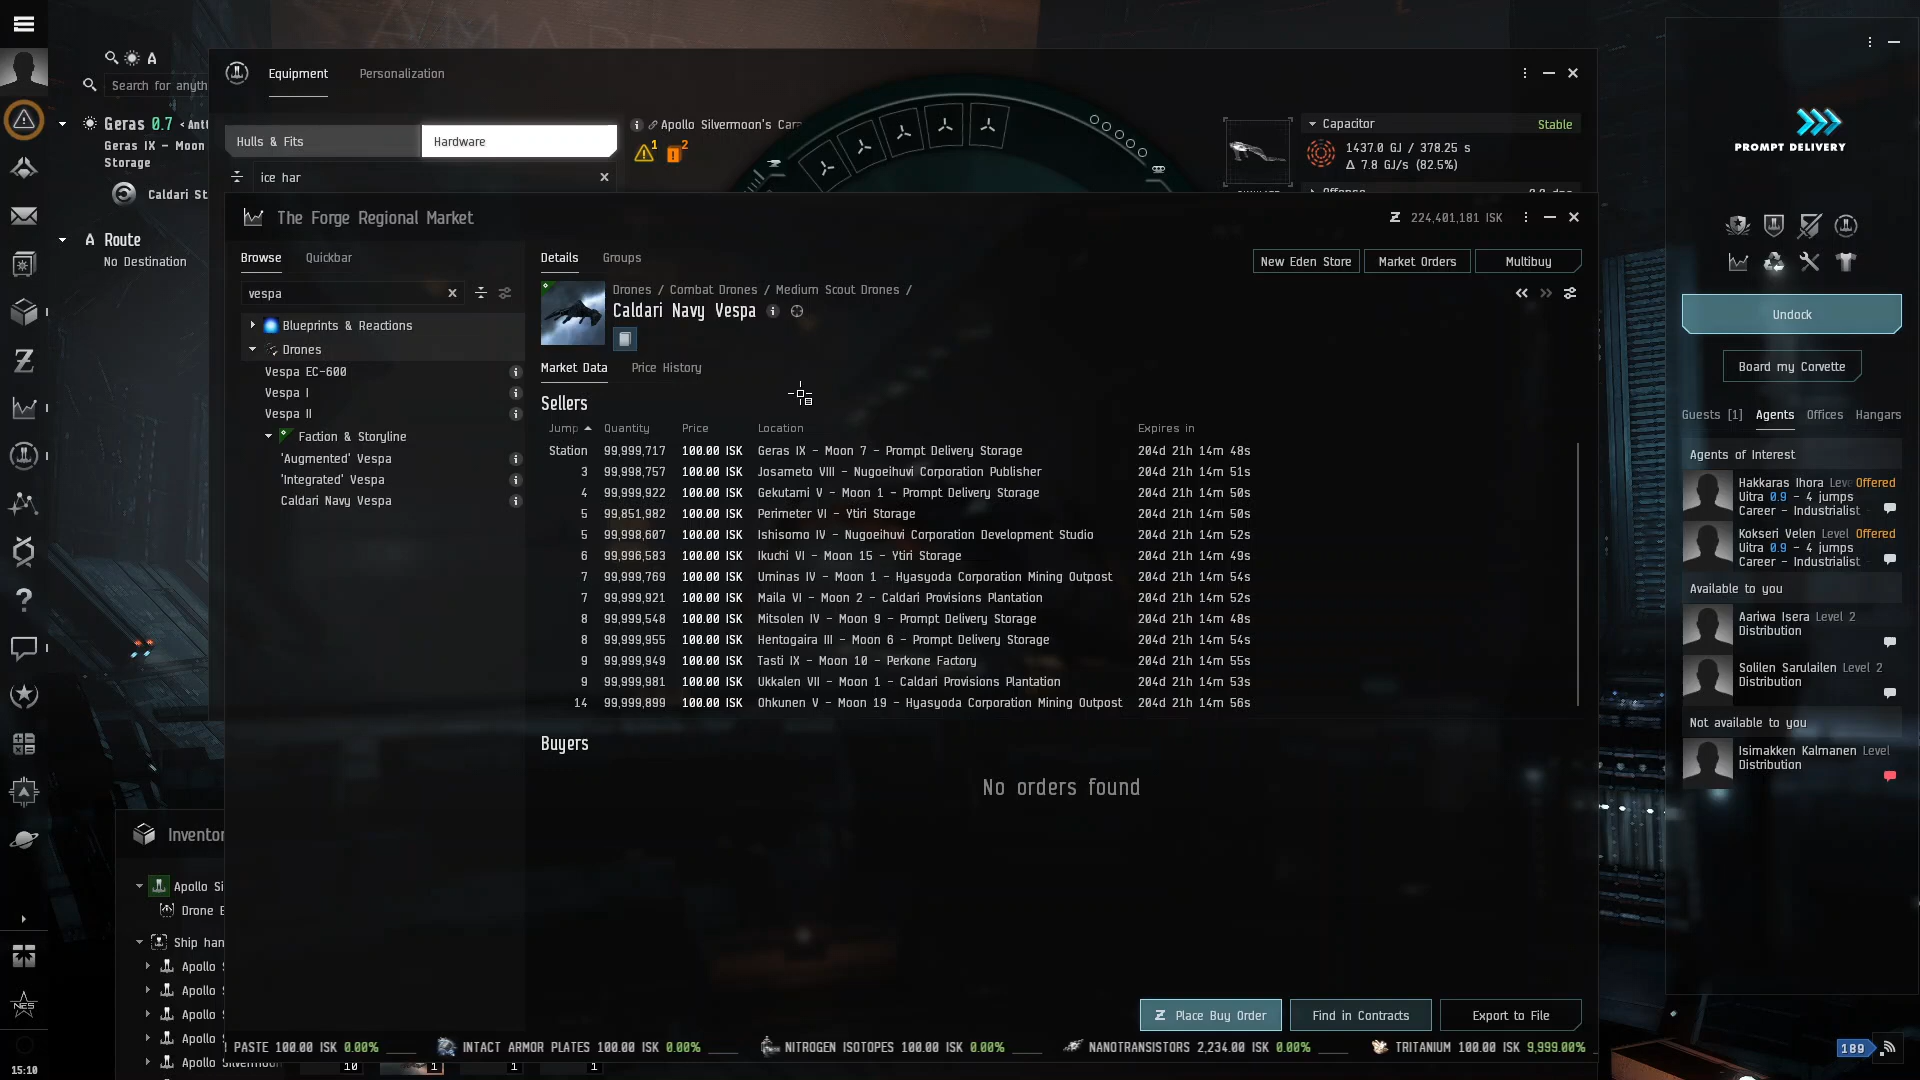 A
Search for anyth
Geras 0.7 < Antt
Geras IX - Moon
Storage
Caldari St
A Route
No Destination
15:10
Equipment
Personalization
Hulls & Fits
Hardware
ice har
Apollo Silvermoon's Car
1
2
Capacitor
Stable
1437.0 GJ / 378.25 s
Δ 7.8 GJ/s (82.5%)
The Forge Regional Market
224,401,181 ISK
Browse
Quickbar
vespa
Blueprints & Reactions
Drones
Vespa EC-600
Vespa I
Vespa II
Faction & Storyline
'Augmented' Vespa
'Integrated' Vespa
Caldari Navy Vespa
Details
Groups
New Eden Store
Market Orders
Multibuy
Drones / Combat Drones / Medium Scout Drones /
Caldari Navy Vespa
Market Data
Price History
Sellers
Jump Quantity Price Location Expires in
Station 99,999,717 100.00 ISK Geras IX - Moon 7 - Prompt Delivery Storage 204d 21h 14m 48s
3 99,998,757 100.00 ISK Josameto VIII - Nugoeihuvi Corporation Publisher 204d 21h 14m 51s
4 99,999,922 100.00 ISK Gekutami V - Moon 1 - Prompt Delivery Storage 204d 21h 14m 50s
5 99,851,982 100.00 ISK Perimeter VI - Ytiri Storage 204d 21h 14m 50s
5 99,998,607 100.00 ISK Ishisomo IV - Nugoeihuvi Corporation Development Studio 204d 21h 14m 52s
6 99,996,583 100.00 ISK Ikuchi VI - Moon 15 - Ytiri Storage 204d 21h 14m 49s
7 99,999,769 100.00 ISK Uminas IV - Moon 1 - Hyasyoda Corporation Mining Outpost 204d 21h 14m 54s
7 99,999,921 100.00 ISK Maila VI - Moon 2 - Caldari Provisions Plantation 204d 21h 14m 52s
8 99,999,548 100.00 ISK Mitsolen IV - Moon 9 - Prompt Delivery Storage 204d 21h 14m 48s
8 99,999,955 100.00 ISK Hentogaira III - Moon 6 - Prompt Delivery Storage 204d 21h 14m 54s
9 99,999,949 100.00 ISK Tasti IX - Moon 10 - Perkone Factory 204d 21h 14m 55s
9 99,999,981 100.00 ISK Ukkalen VII - Moon 1 - Caldari Provisions Plantation 204d 21h 14m 53s
14 99,999,899 100.00 ISK Ohkunen V - Moon 19 - Hyasyoda Corporation Mining Outpost 204d 21h 14m 56s
Buyers
No orders found
Place Buy Order
Find in Contracts
Export to File
PASTE 100.00 ISK 0.00% INTACT ARMOR PLATES 100.00 ISK 0.00% NITROGEN ISOTOPES 100.00 ISK 0.00% NANOTRANSISTORS 2,234.00 ISK 0.00% TRITANIUM 100.00 ISK 9,999.00%
Inventor
Apollo Si
Drone B
Ship han
Apollo S
Apollo S
Apollo S
Apollo S
10
1
1
1
PROMPT DELIVERY
Undock
Board my Corvette
Guests [1]
Agents
Offices
Hangars
Agents of Interest
Hakkaras Ihora Leve Offered
Uitra 0.9 - 4 jumps
Career - Industrialist
Kokseri Velen Level Offered
Uitra 0.9 - 4 jumps
Career - Industrialist
Available to you
Aariwa Isera Level 2
Distribution
Solilen Sarulailen Level 2
Distribution
Not available to you
Isimakken Kalmanen Level
Distribution
189